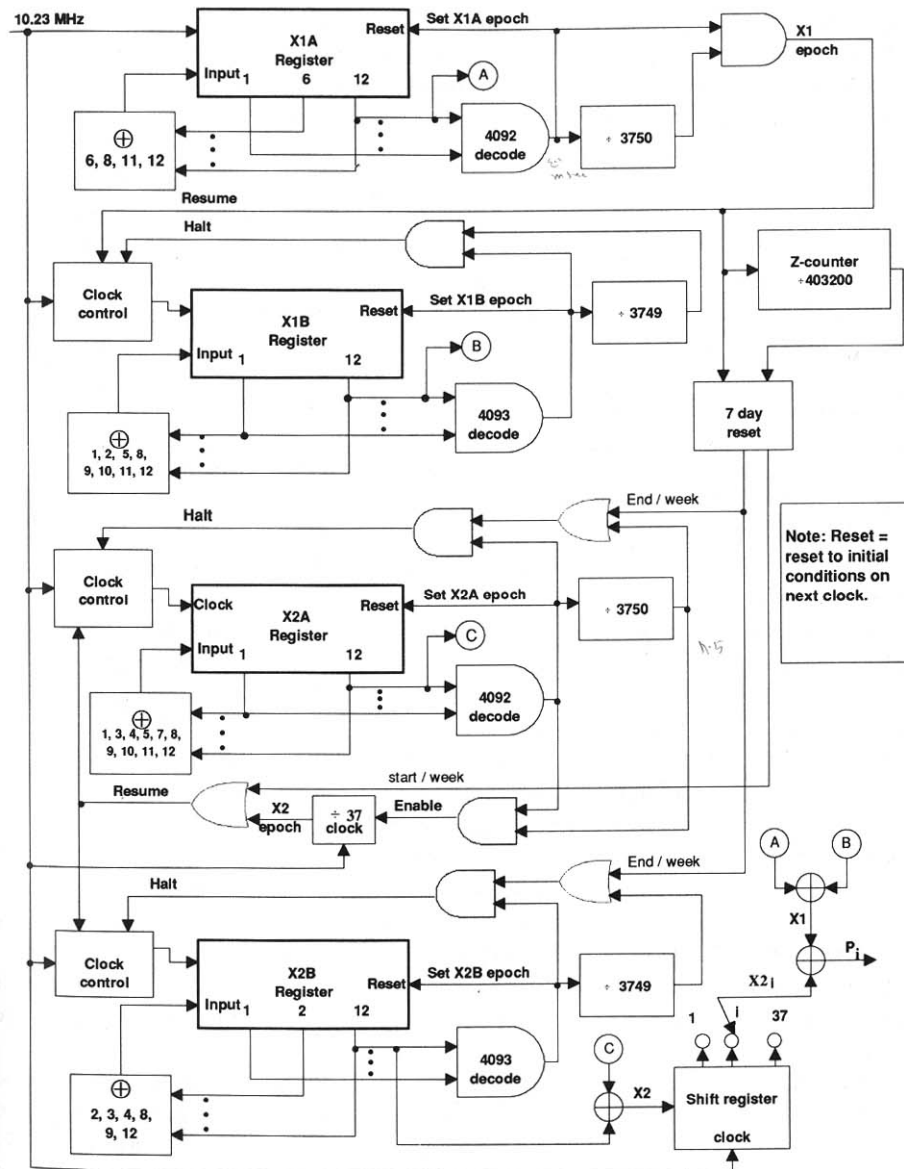 10.23 MHz
X1A
Register
Reset
Input
1
6
12
Set X1A epoch
A
4092
decode
÷ 3750
X1
epoch
⊕
6, 8, 11, 12
Resume
Halt
Clock
control
X1B
Register
Reset
Input
1
12
Set X1B epoch
B
4093
decode
÷ 3749
Z-counter
÷403200
7 day
reset
⊕
1, 2, 5, 8,
9, 10, 11, 12
Halt
End / week
Note: Reset =
reset to initial
conditions on
next clock.
Clock
control
Clock
X2A
Register
Reset
Input
1
12
Set X2A epoch
C
4092
decode
÷ 3750
⊕
1, 3, 4, 5, 7, 8,
9, 10, 11, 12
start / week
Resume
X2
epoch
÷ 37
clock
Enable
Halt
End / week
A
B
X1
Pi
X2i
Clock
control
X2B
Register
Reset
Input
1
2
12
Set X2B epoch
4093
decode
÷ 3749
1
i
37
C
X2
Shift register
clock
⊕
2, 3, 4, 8,
9, 12